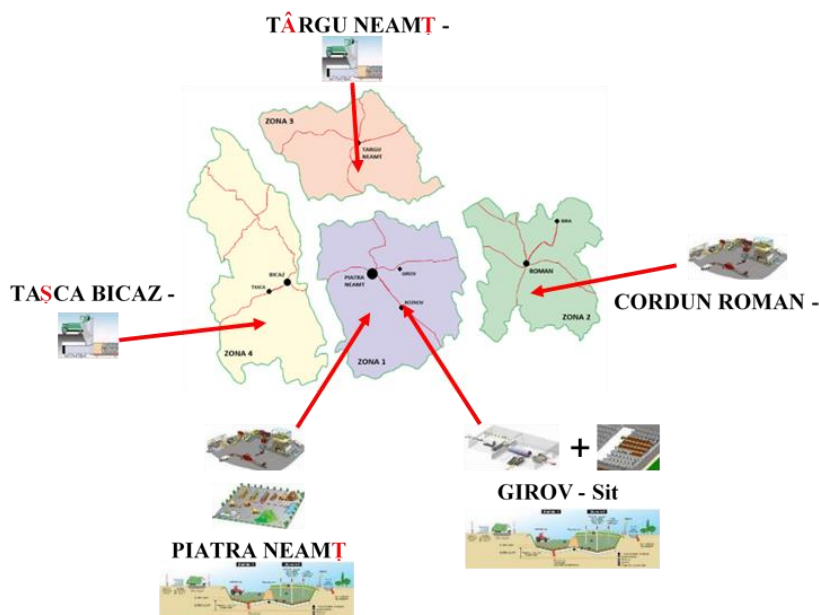 TÂRGU NEAMȚ -
ZONA 3
TARGU
NEAMT
BIRA
ROMAN
ZONA 2
CORDUN ROMAN -
BICAZ
TASCA
ZONA 4
TAȘCA BICAZ -
PIATRA
NEAMT
GIROV
ROZNOV
ZONA 1
+
GIROV - Sit
PIATRA NEAMȚ